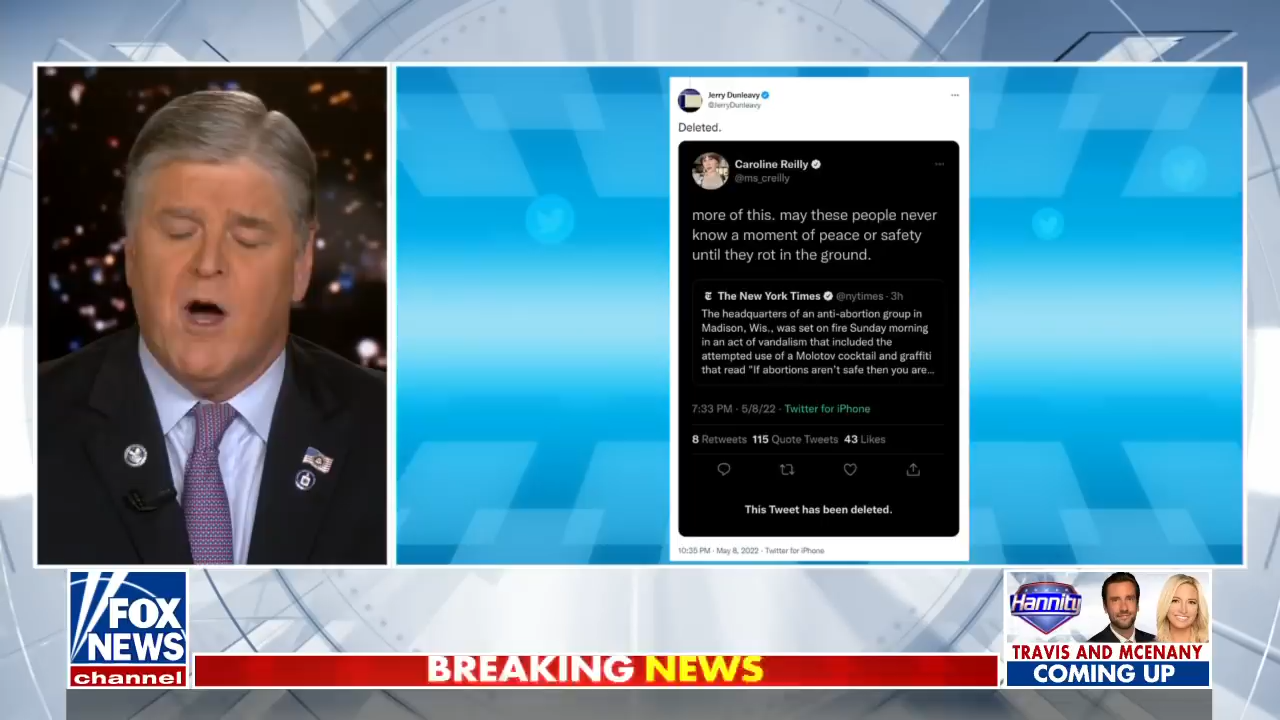 Jerry Dunleavy
@JerryDunleavy
Deleted.
Caroline Reilly
@ms_creilly
more of this. may these people never
know a moment of peace or safety
until they rot in the ground.
The New York Times @nytimes · 3h
The headquarters of an anti-abortion group in
Madison, Wis., was set on fire Sunday morning
in an act of vandalism that included the
attempted use of a Molotov cocktail and graffiti
that read "If abortions aren't safe then you are...
7:33 PM · 5/8/22 · Twitter for iPhone
8 Retweets 115 Quote Tweets 43 Likes
This Tweet has been deleted.
10:35 PM · May 8, 2022 · Twitter for iPhone
FOX
NEWS
channel
BREAKING NEWS
Hannity
TRAVIS AND MCENANY
COMING UP